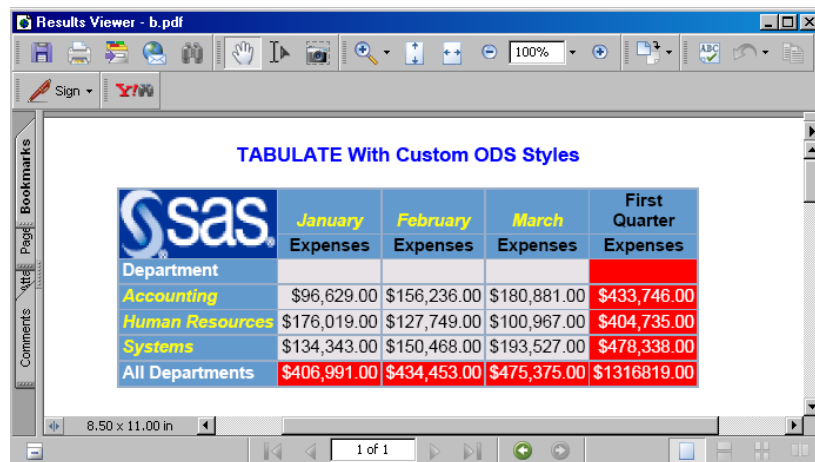 Results Viewer - b.pdf
100%
ABC
Sign
Y!
Bookmarks
Page
Atta
Comments
TABULATE With Custom ODS Styles
sas
January February March First Quarter
Expenses Expenses Expenses Expenses
Department
Accounting $96,629.00 $156,236.00 $180,881.00 $433,746.00
Human Resources $176,019.00 $127,749.00 $100,967.00 $404,735.00
Systems $134,343.00 $150,468.00 $193,527.00 $478,338.00
All Departments $406,991.00 $434,453.00 $475,375.00 $1316819.00
8.50 x 11.00 in
1 of 1